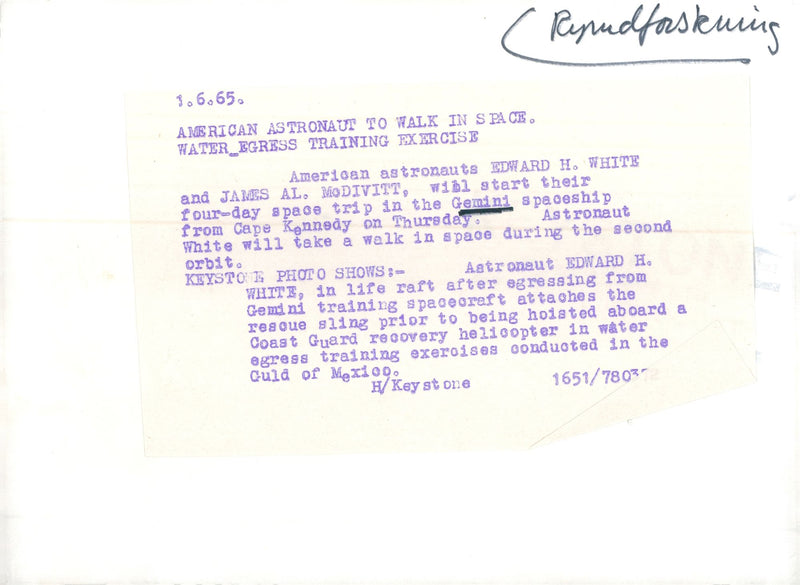 (Rymdforskning
1.6.65.
AMERICAN ASTRONAUT TO WALK IN SPACE.
WATER EGRESS TRAINING EXERCISE
American astronauts EDWARD H. WHITE
and JAMES AL. McDIVITT, will start their
four-day space trip in the Gemini spaceship
from Cape Kennedy on Thursday. Astronaut
White will take a walk in space during the second
orbit.
KEYSTONE PHOTO SHOWS:- Astronaut EDWARD H.
WHITE, in life raft after egressing from
Gemini training spacecraft attaches the
rescue sling prior to being hoisted aboard a
Coast Guard recovery helicopter in water
egress training exercises conducted in the
Guld of Mexico.
H/Keystone 1651/780